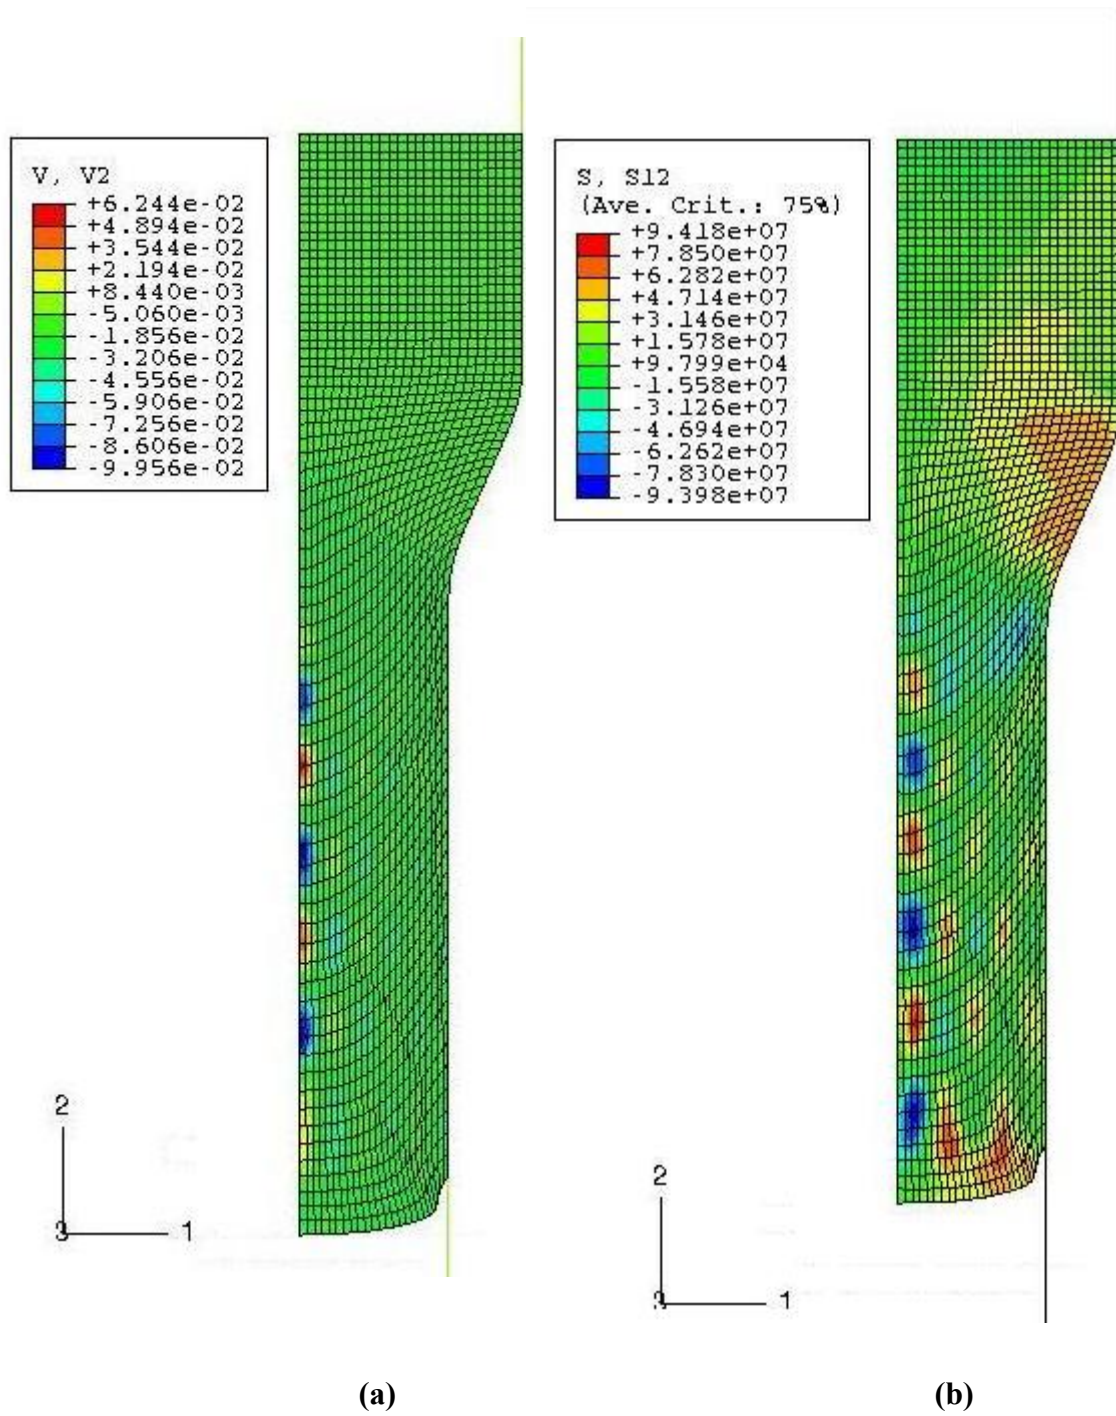 V, V2
+6.244e-02
+4.894e-02
+3.544e-02
+2.194e-02
+8.440e-03
-5.060e-03
-1.856e-02
-3.206e-02
-4.556e-02
-5.906e-02
-7.256e-02
-8.606e-02
-9.956e-02
2
3
1
S, S12
(Ave. Crit.: 75%)
+9.418e+07
+7.850e+07
+6.282e+07
+4.714e+07
+3.146e+07
+1.578e+07
+9.799e+04
-1.558e+07
-3.126e+07
-4.694e+07
-6.262e+07
-7.830e+07
-9.398e+07
2
3
1
(a)
(b)